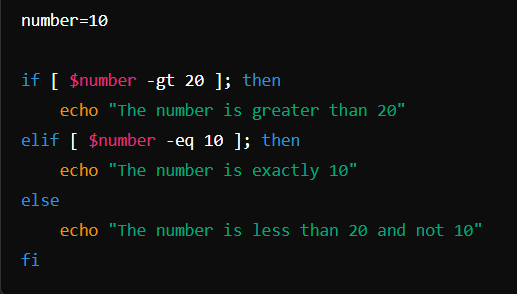 number=10
if [ $number -gt 20 ]; then
    echo "The number is greater than 20"
elif [ $number -eq 10 ]; then
    echo "The number is exactly 10"
else
    echo "The number is less than 20 and not 10"
fi